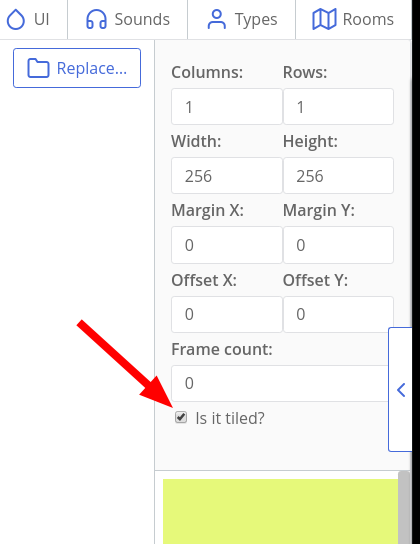 UI Sounds Types Rooms
Replace...
Columns: Rows:
1 1
Width: Height:
256 256
Margin X: Margin Y:
0 0
Offset X: Offset Y:
0 0
Frame count:
0
Is it tiled?